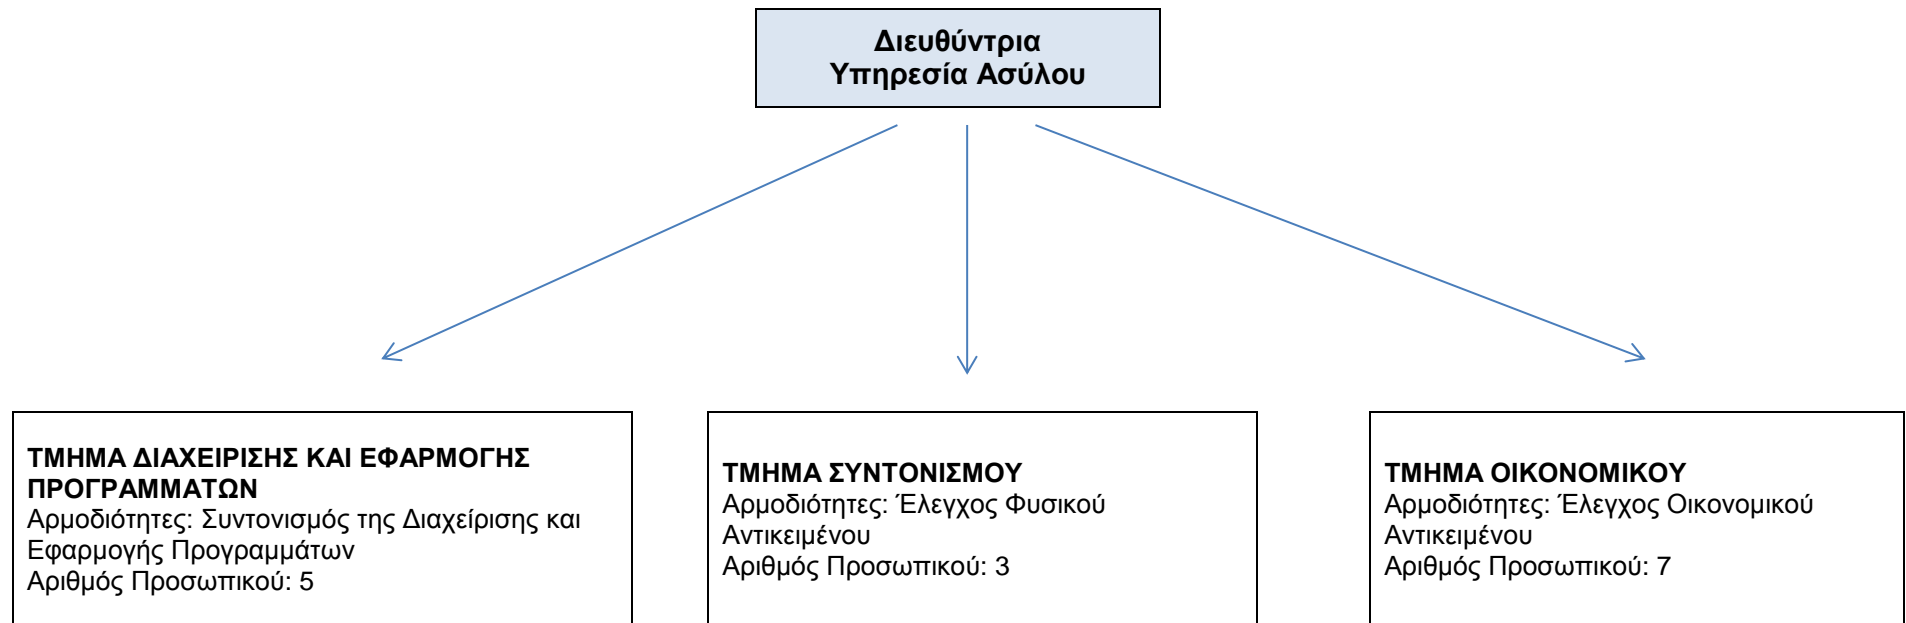 Διευθύντρια
Υπηρεσία Ασύλου
ΤΜΗΜΑ ΔΙΑΧΕΙΡΙΣΗΣ ΚΑΙ ΕΦΑΡΜΟΓΗΣ
ΠΡΟΓΡΑΜΜΑΤΩΝ
Αρμοδιότητες: Συντονισμός της Διαχείρισης και
Εφαρμογής Προγραμμάτων
Αριθμός Προσωπικού: 5
ΤΜΗΜΑ ΣΥΝΤΟΝΙΣΜΟΥ
Αρμοδιότητες: Έλεγχος Φυσικού
Αντικειμένου
Αριθμός Προσωπικού: 3
ΤΜΗΜΑ ΟΙΚΟΝΟΜΙΚΟΥ
Αρμοδιότητες: Έλεγχος Οικονομικού
Αντικειμένου
Αριθμός Προσωπικού: 7